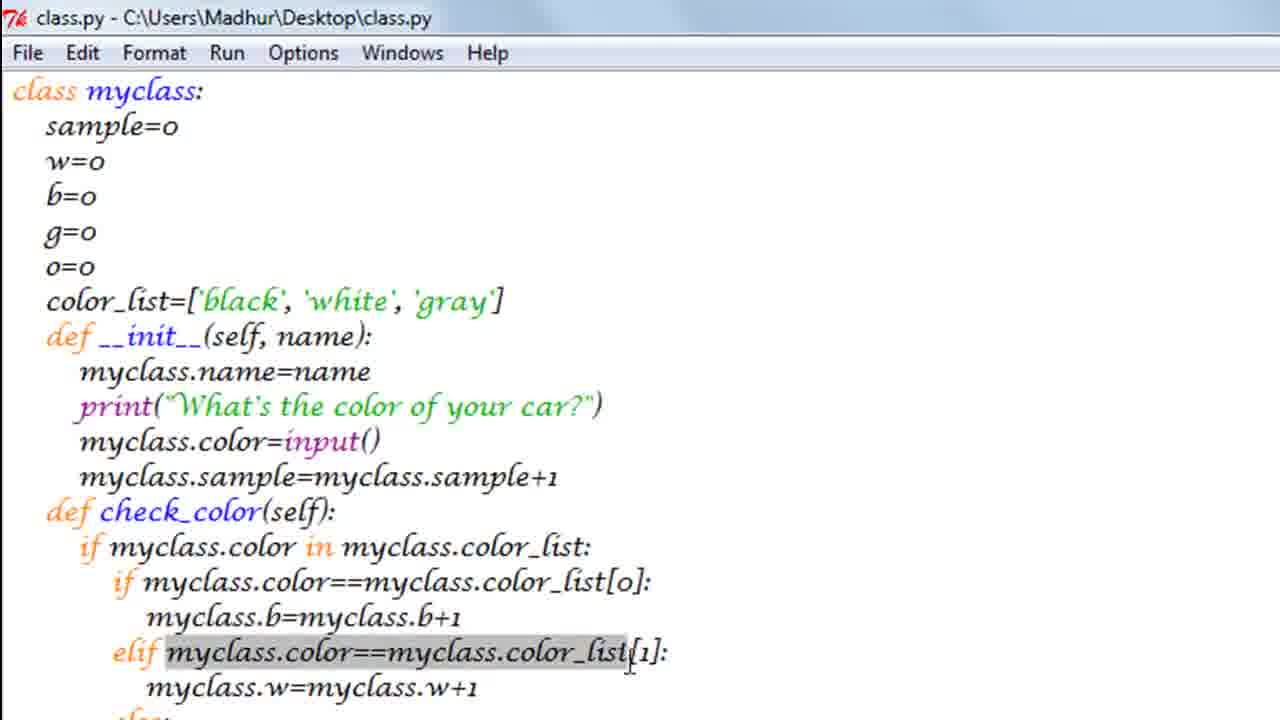 class.py - C:\Users\Madhur\Desktop\class.py
File Edit Format Run Options Windows Help
class myclass:
    sample=0
    w=0
    b=0
    g=0
    o=0
    color_list=['black', 'white', 'gray']
    def __init__(self, name):
        myclass.name=name
        print("What's the color of your car?")
        myclass.color=input()
        myclass.sample=myclass.sample+1
    def check_color(self):
        if myclass.color in myclass.color_list:
            if myclass.color==myclass.color_list[0]:
                myclass.b=myclass.b+1
            elif myclass.color==myclass.color_list[1]:
                myclass.w=myclass.w+1
            else: